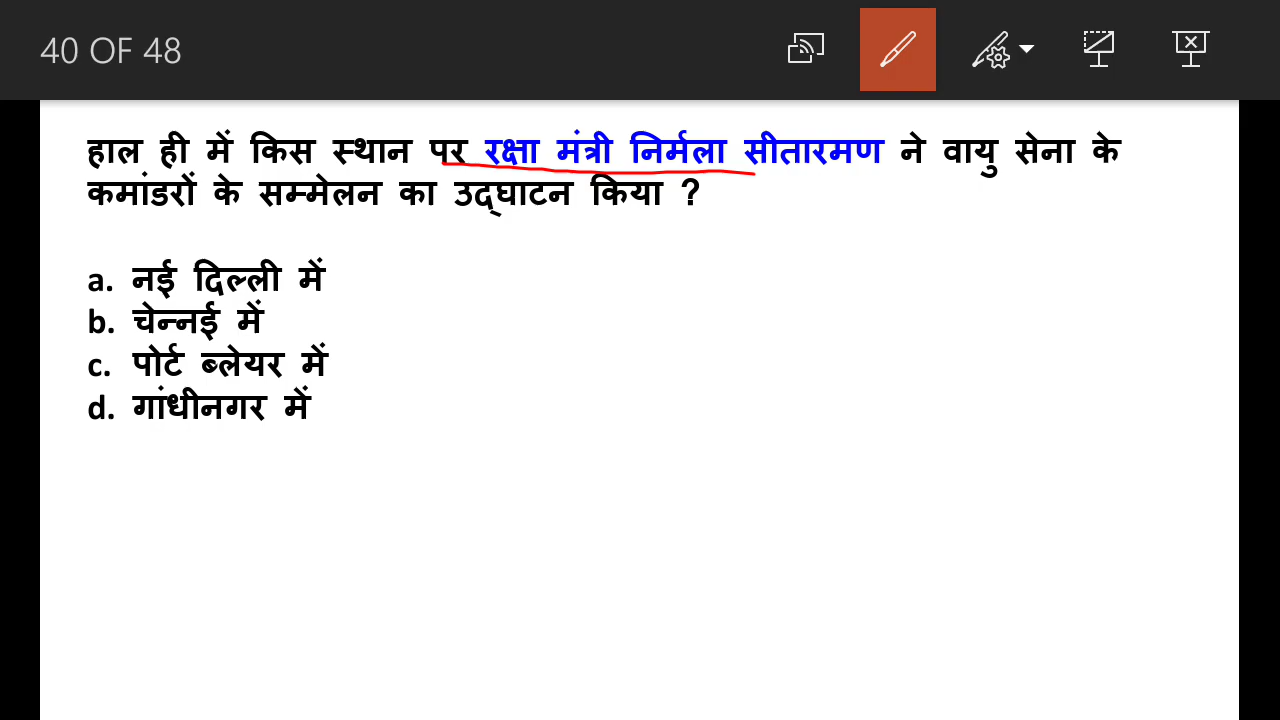 40 OF 48
हाल ही में किस स्थान पर रक्षा मंत्री निर्मला सीतारमण ने वायु सेना के
कमांडरों के सम्मेलन का उद्घाटन किया ?
a. नई दिल्ली में
b. चेन्नई में
c. पोर्ट ब्लेयर में
d. गांधीनगर में